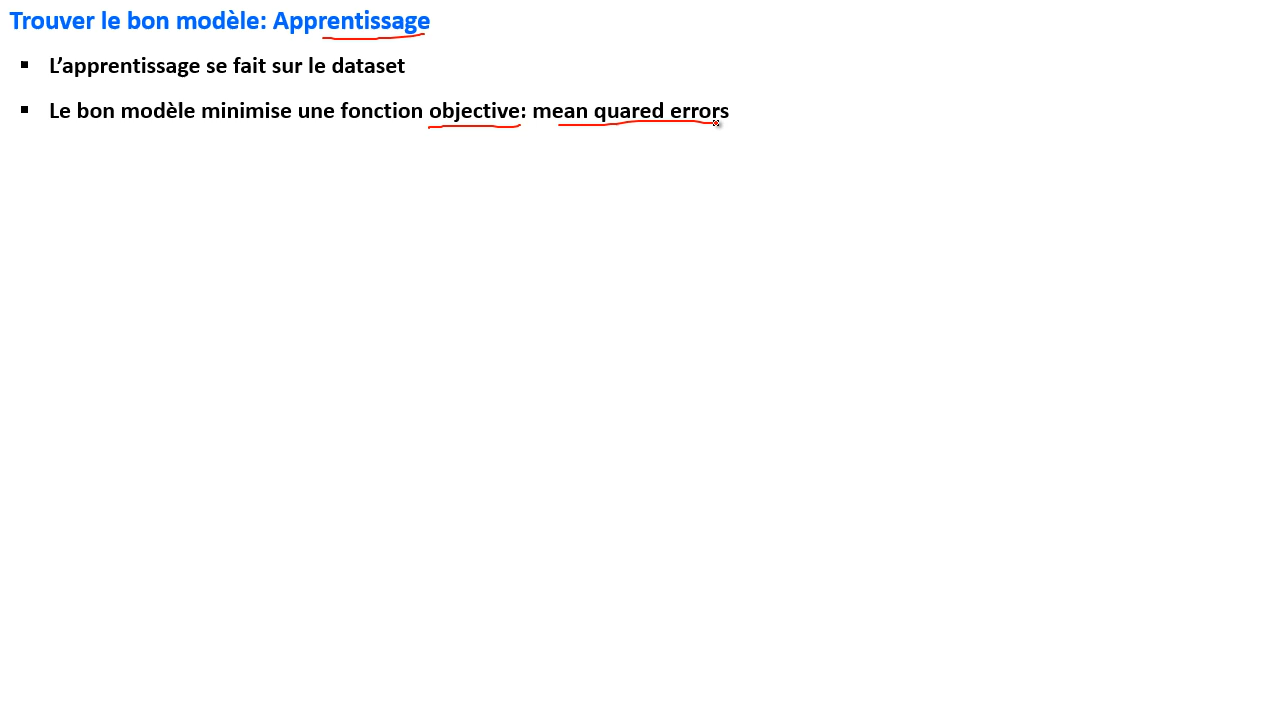 Trouver le bon modèle: Apprentissage
L’apprentissage se fait sur le dataset
Le bon modèle minimise une fonction objective: mean quared errors